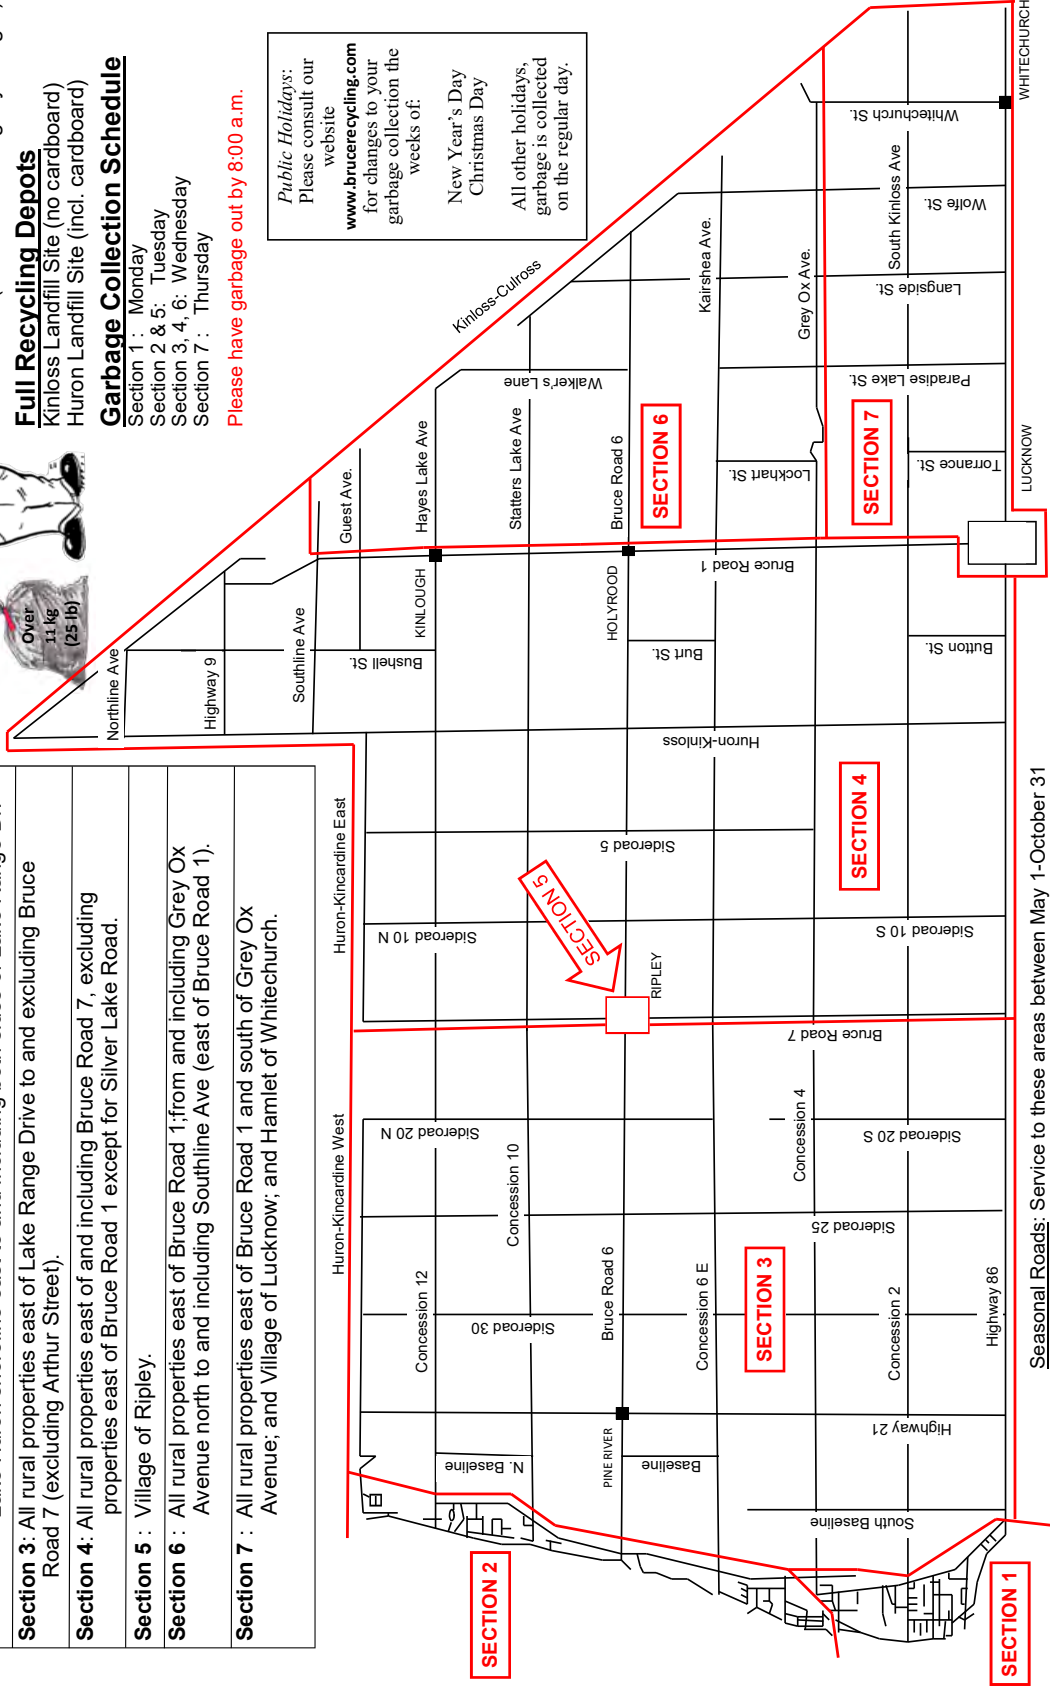 Section 3: All rural properties east of Lake Range Drive to and excluding Bruce
Road 7 (excluding Arthur Street).
Section 4: All rural properties east of and including Bruce Road 7, excluding
properties east of Bruce Road 1 except for Silver Lake Road.
Section 5 : Village of Ripley.
Section 6 : All rural properties east of Bruce Road 1;from and including Grey Ox
Avenue north to and including Southline Ave (east of Bruce Road 1).
Section 7 : All rural properties east of Bruce Road 1 and south of Grey Ox
Avenue; and Village of Lucknow; and Hamlet of Whitechurch.
Over
11 kg
(25 lb)
Full Recycling Depots
Kinloss Landfill Site (no cardboard)
Huron Landfill Site (incl. cardboard)
Garbage Collection Schedule
Section 1 : Monday
Section 2 & 5: Tuesday
Section 3, 4, 6: Wednesday
Section 7 : Thursday
Please have garbage out by 8:00 a.m.
Public Holidays:
Please consult our
website
www.brucerecycling.com
for changes to your
garbage collection the
weeks of:
New Year's Day
Christmas Day
All other holidays,
garbage is collected
on the regular day.
Northline Ave
Highway 9
Southline Ave
Guest Ave.
Bushell St.
Hayes Lake Ave
KINLOUGH
Kinloss-Culross
Statters Lake Ave
Walker's Lane
Bruce Road 6
HOLYROOD
SECTION 6
Burt St.
Kairshea Ave.
Bruce Road 1
Lockhart St.
Grey Ox Ave.
SECTION 7
South Kinloss Ave
Whitechurch St.
Wolfe St.
Langside St.
Paradise Lake St.
Torrance St.
Button St.
LUCKNOW
WHITECHURCH
Huron-Kincardine West
Huron-Kincardine East
Huron-Kinloss
Sideroad 5
SECTION 5
Sideroad 10 N
Sideroad 10 S
SECTION 4
RIPLEY
Bruce Road 7
Sideroad 20 N
Sideroad 20 S
Concession 12
Concession 10
Sideroad 30
Sideroad 25
Bruce Road 6
Concession 6 E
Concession 4
SECTION 3
Concession 2
Highway 86
Highway 21
PINE RIVER
N. Baseline
Baseline
South Baseline
SECTION 2
SECTION 1
Seasonal Roads: Service to these areas between May 1-October 31